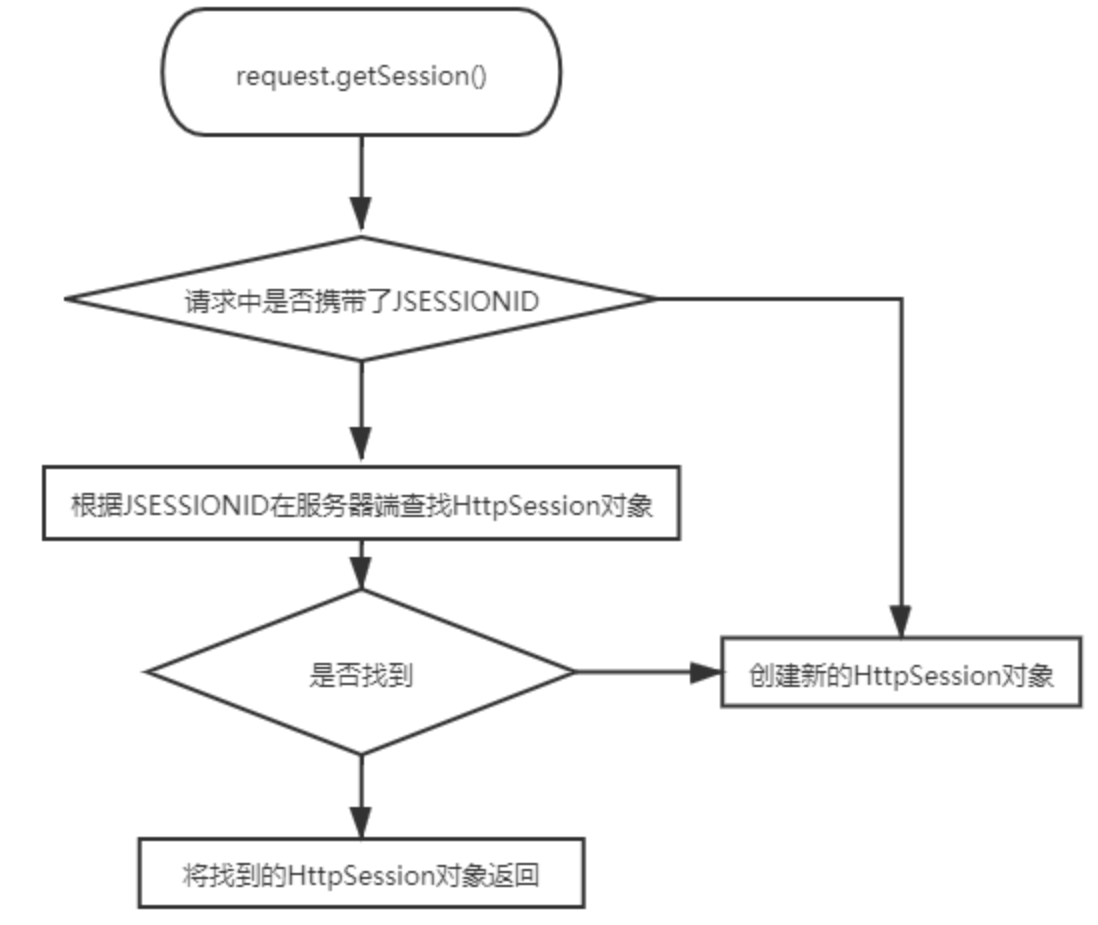 request.getSession()
请求中是否携带了JSESSIONID
根据JSESSIONID在服务器端查找HttpSession对象
是否找到
创建新的HttpSession对象
将找到的HttpSession对象返回